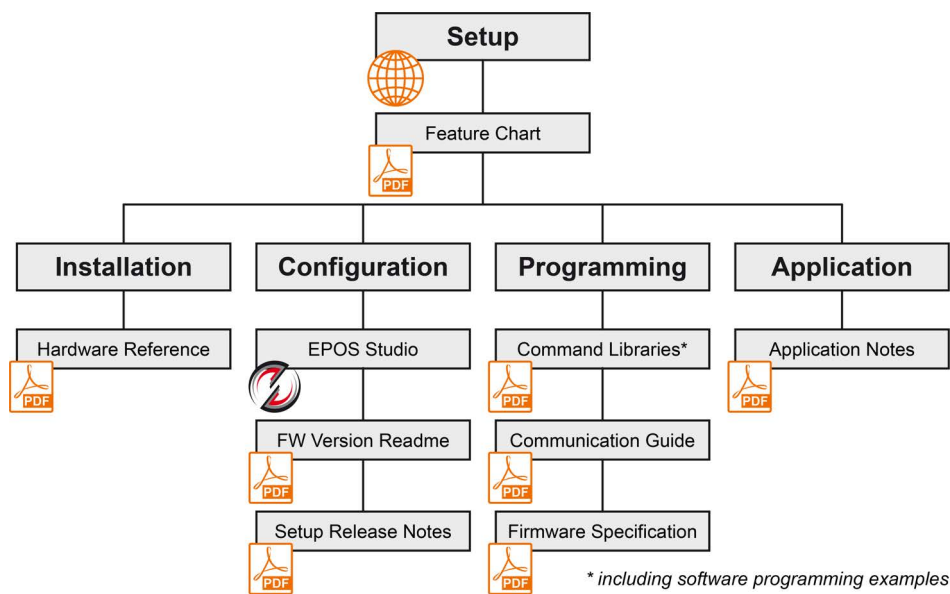 Setup
Feature Chart
PDF
Installation
Configuration
Programming
Application
Hardware Reference
EPOS Studio
Command Libraries*
Application Notes
PDF
PDF
PDF
FW Version Readme
Communication Guide
PDF
PDF
Setup Release Notes
Firmware Specification
PDF
PDF
* including software programming examples